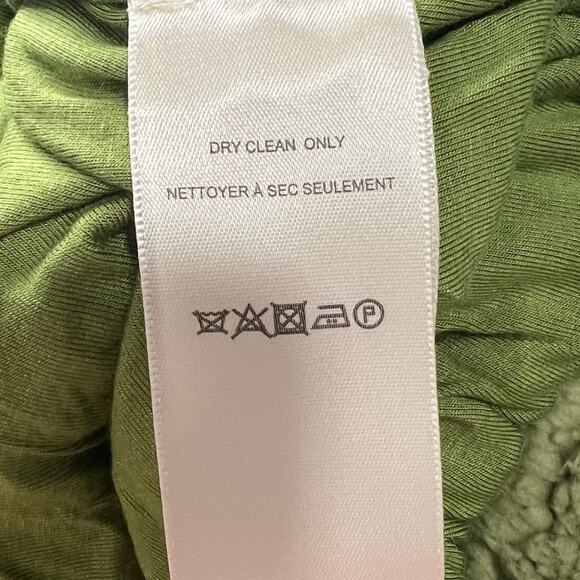 DRY CLEAN ONLY
NETTOYER À SEC SEULEMENT
P